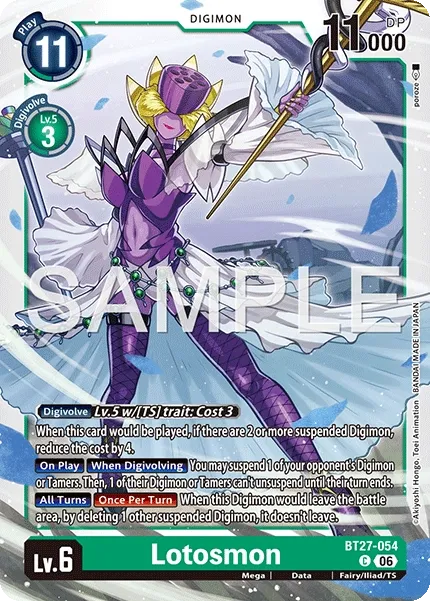 Play
11
DIGIMON
11000
DP
Digivolve
Lv.5
3
poroze
SAMPLE
Digivolve Lv.5 w/[TS] trait: Cost 3
When this card would be played, if there are 2 or more suspended Digimon,
reduce the cost by 4.
On Play When Digivolving You may suspend 1 of your opponent's Digimon
or Tamers. Then, 1 of their Digimon or Tamers can't unsuspend until their turn ends.
All Turns Once Per Turn When this Digimon would leave the battle
area, by deleting 1 other suspended Digimon, it doesn't leave.
©Akiyoshi Hongo, Toei Animation ・BANDAI MADE IN JAPAN
Lv.6
Lotosmon
BT27-054
C 06
Mega | Data | Fairy/Iliad/TS